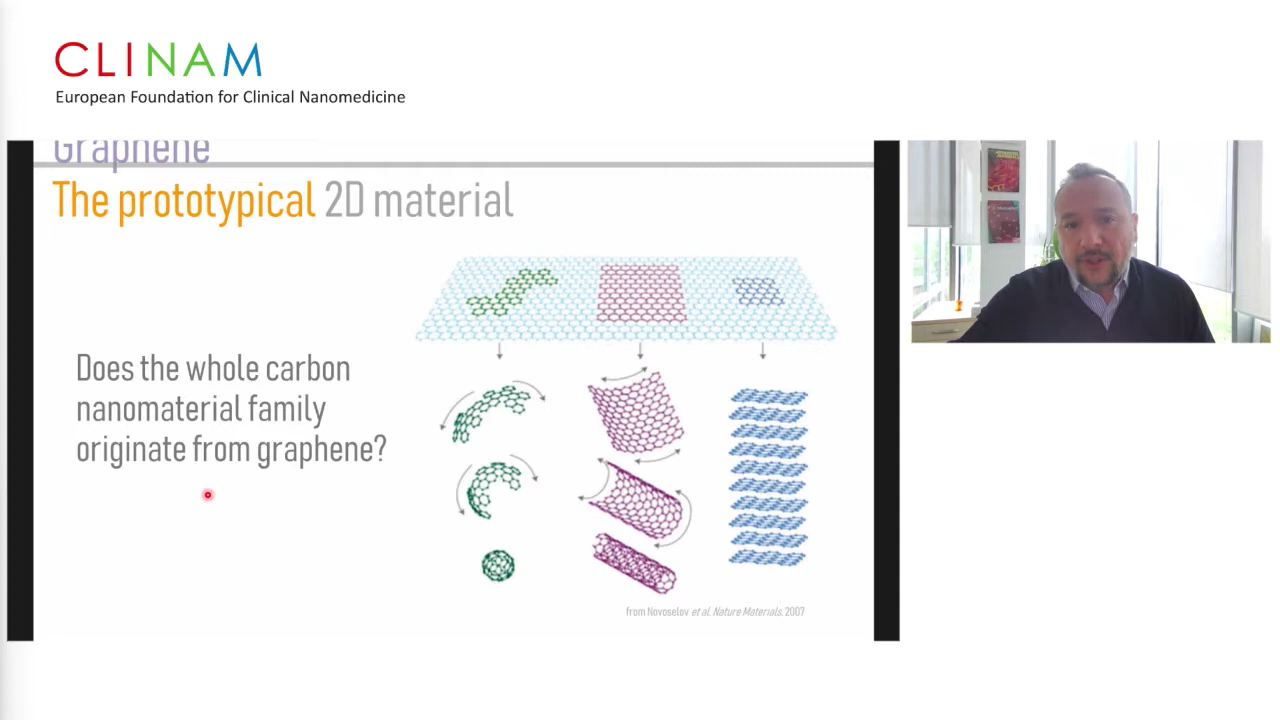 CLINAM
European Foundation for Clinical Nanomedicine
Graphene
The prototypical 2D material
Does the whole carbon
nanomaterial family
originate from graphene?
from Novoselov et al. Nature Materials. 2007